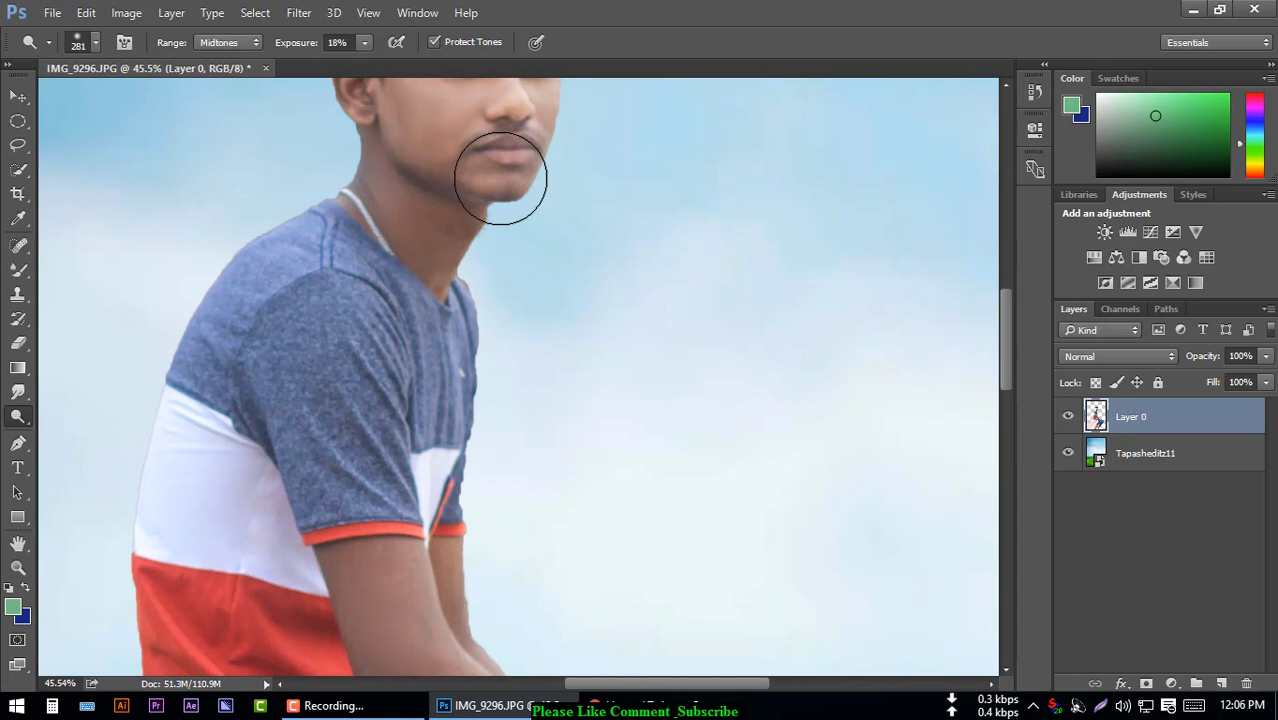 Ps File Edit Image Layer Type Select Filter 3D View Window Help
281 Range: Midtones Exposure: 18% Protect Tones Essentials
IMG_9296.JPG @ 45.5% (Layer 0, RGB/8) * ×
Color Swatches
Libraries Adjustments Styles
Add an adjustment
Layers Channels Paths
Kind
Normal Opacity: 100%
Lock: Fill: 100%
Layer 0
Tapasheditz11
45.54% Doc: 51.3M/110.9M
Recording...
IMG_9296.JPG @
0.3 kbps
0.4 kbps
12:06 PM
Please Like Comment _Subscribe